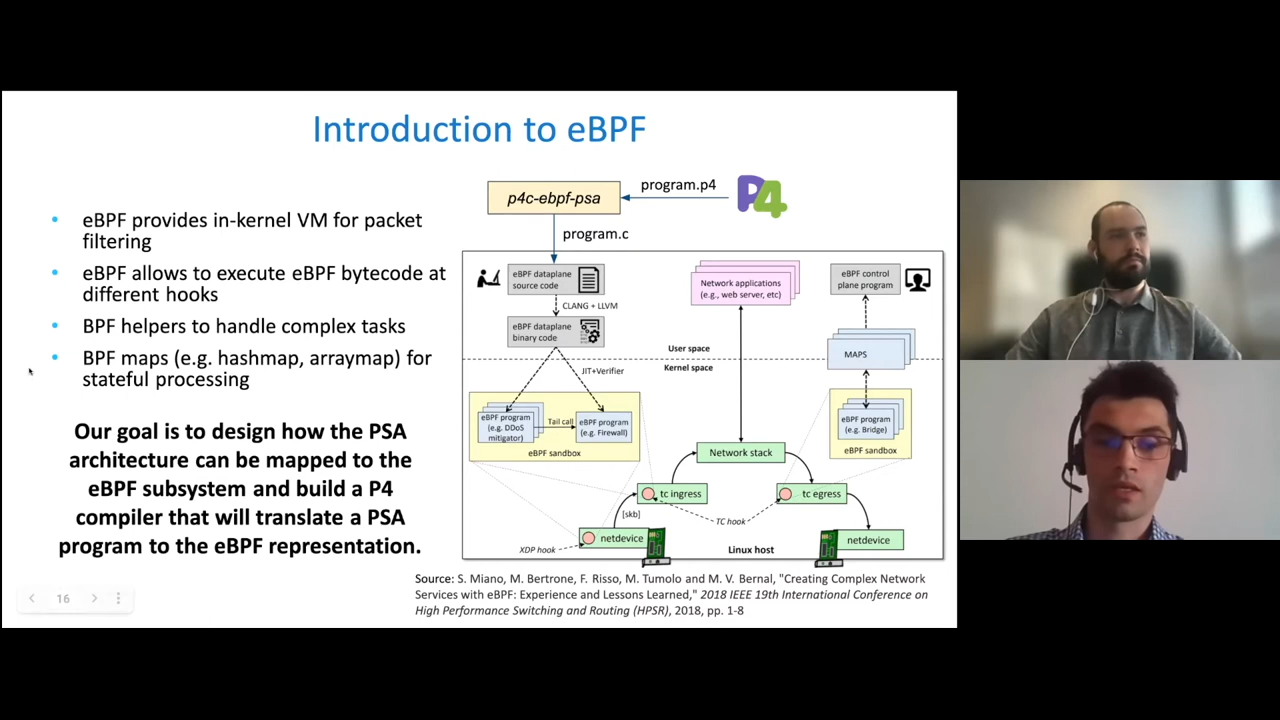 Introduction to eBPF
• eBPF provides in-kernel VM for packet
filtering
• eBPF allows to execute eBPF bytecode at
different hooks
• BPF helpers to handle complex tasks
• BPF maps (e.g. hashmap, arraymap) for
stateful processing
Our goal is to design how the PSA
architecture can be mapped to the
eBPF subsystem and build a P4
compiler that will translate a PSA
program to the eBPF representation.
16
p4c-ebpf-psa
program.p4
P4
program.c
eBPF dataplane
source code
CLANG + LLVM
eBPF dataplane
binary code
JIT+Verifier
Network applications
(e.g., web server, etc)
eBPF control
plane program
User space
Kernel space
MAPS
eBPF program
(e.g. DDoS
mitigator)
Tail call
eBPF program
(e.g. Firewall)
eBPF sandbox
eBPF program
(e.g. Bridge)
eBPF sandbox
Network stack
tc ingress
tc egress
[skb]
TC hook
netdevice
netdevice
XDP hook
Linux host
Source: S. Miano, M. Bertrone, F. Risso, M. Tumolo and M. V. Bernal, "Creating Complex Network
Services with eBPF: Experience and Lessons Learned," 2018 IEEE 19th International Conference on
High Performance Switching and Routing (HPSR), 2018, pp. 1-8